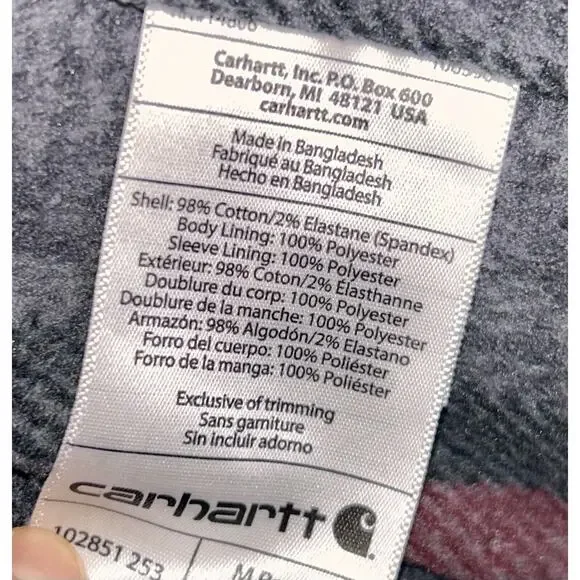 Carhartt, Inc. P.O. Box 600
Dearborn, MI 48121 USA
carhartt.com
Made in Bangladesh
Fabriqué au Bangladesh
Hecho en Bangladesh
Shell: 98% Cotton/2% Elastane (Spandex)
Body Lining: 100% Polyester
Sleeve Lining: 100% Polyester
Extérieur: 98% Coton/2% Élasthanne
Doublure du corp: 100% Polyester
Doublure de la manche: 100% Polyester
Armazón: 98% Algodón/2% Elastano
Forro del cuerpo: 100% Poliéster
Forro de la manga: 100% Poliéster
Exclusive of trimming
Sans garniture
Sin incluir adorno
carhartt
102851 253